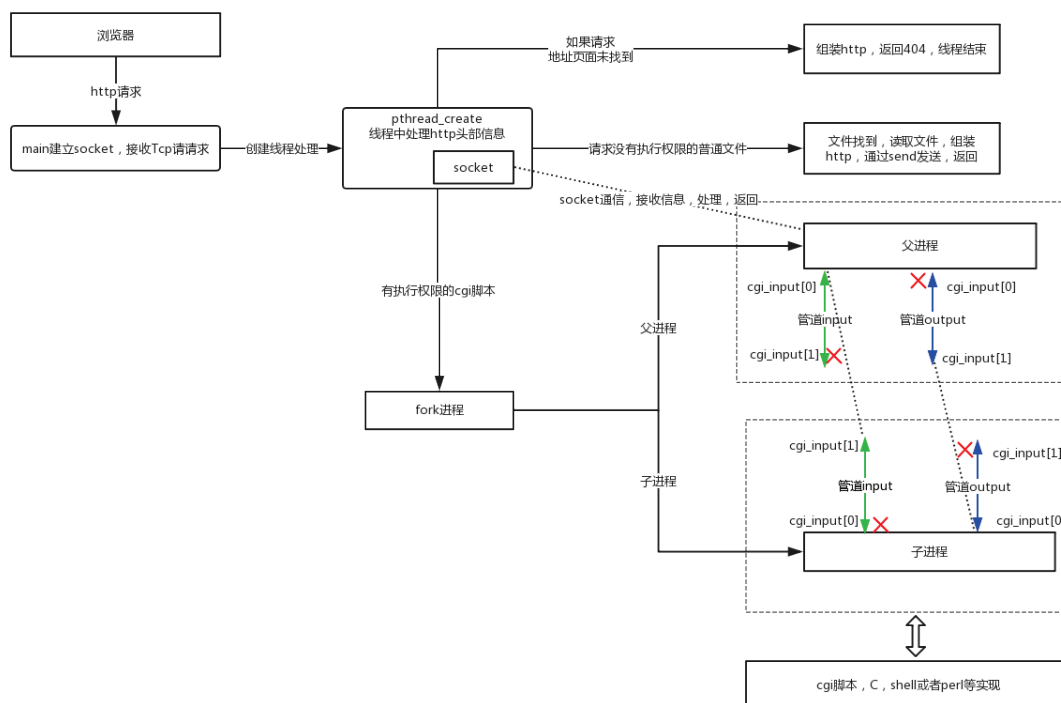 浏览器
http请求
main建立socket，接收Tcp请请求
创建线程处理
pthread_create
线程中处理http头部信息
socket
如果请求
地址页面未找到
组装http，返回404，线程结束
请求没有执行权限的普通文件
文件找到，读取文件，组装
http，通过send发送，返回
socket通信，接收信息，处理，返回
有执行权限的cgi脚本
fork进程
父进程
子进程
父进程
cgi_input[0]
管道input
cgi_input[1]
cgi_input[0]
管道output
cgi_input[1]
cgi_input[1]
管道input
cgi_input[0]
cgi_input[1]
管道output
cgi_input[0]
子进程
cgi脚本，C，shell或者perl等实现